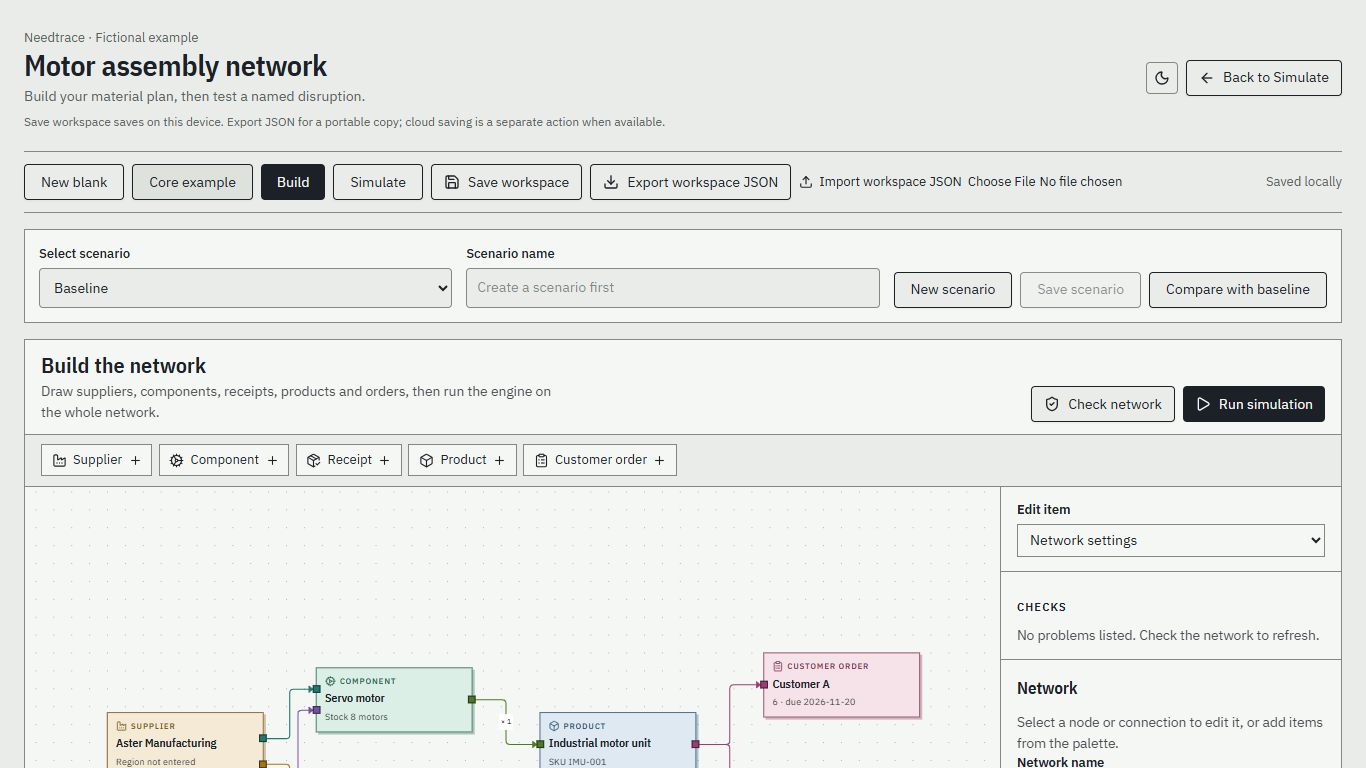 Needtrace · Fictional example
Motor assembly network
Build your material plan, then test a named disruption.
Save workspace saves on this device. Export JSON for a portable copy; cloud saving is a separate action when available.
Back to Simulate
New blank
Core example
Build
Simulate
Save workspace
Export workspace JSON
Import workspace JSON Choose File No file chosen
Saved locally
Select scenario
Baseline
Scenario name
Create a scenario first
New scenario
Save scenario
Compare with baseline
Build the network
Draw suppliers, components, receipts, products and orders, then run the engine on
the whole network.
Check network
Run simulation
Supplier +
Component +
Receipt +
Product +
Customer order +
SUPPLIER
Aster Manufacturing
Region not entered
COMPONENT
Servo motor
Stock 8 motors
× 1
PRODUCT
Industrial motor unit
SKU IMU-001
CUSTOMER ORDER
Customer A
6 · due 2026-11-20
Edit item
Network settings
CHECKS
No problems listed. Check the network to refresh.
Network
Select a node or connection to edit it, or add items
from the palette.
Network name